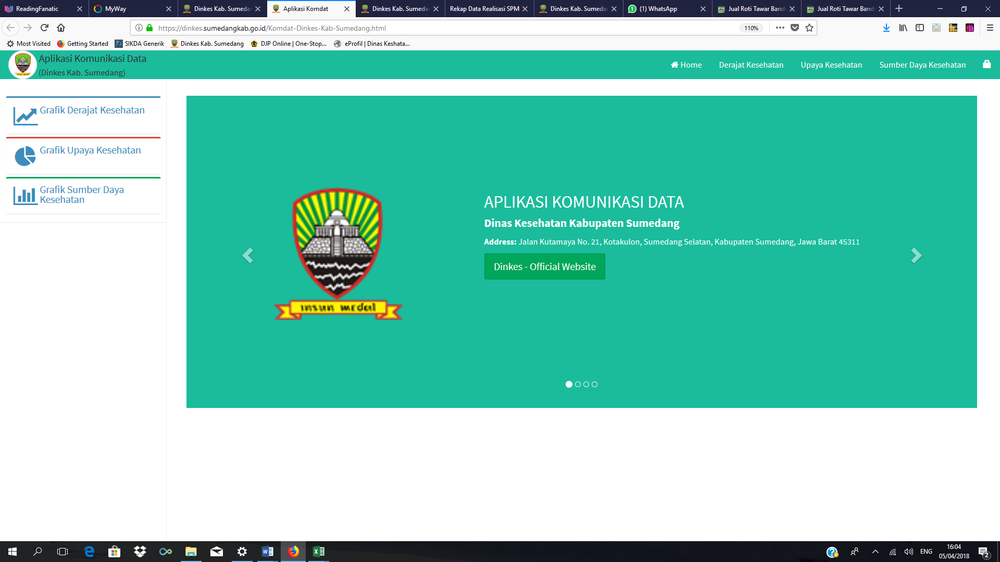 ReadingFanatic
MyWay
Dinkes Kab. Sumeda
Aplikasi Komdat
Dinkes Kab. Sumeda
Rekap Data Realisasi SPM
Dinkes Kab. Sumeda
(1) WhatsApp
Jual Roti Tawar Band
Jual Roti Tawar Band
https://dinkes.sumedangkab.go.id/Komdat-Dinkes-Kab-Sumedang.html
110%
Most Visited
Getting Started
SIKDA Generik
Dinkes Kab. Sumedang
DJP Online | One-Stop...
eProfil | Dinas Keshata...
Aplikasi Komunikasi Data
(Dinkes Kab. Sumedang)
Home
Derajat Kesehatan
Upaya Kesehatan
Sumber Daya Kesehatan
Grafik Derajat Kesehatan
Grafik Upaya Kesehatan
Grafik Sumber Daya
Kesehatan
insun medal
APLIKASI KOMUNIKASI DATA
Dinas Kesehatan Kabupaten Sumedang
Address: Jalan Kutamaya No. 21, Kotakulon, Sumedang Selatan, Kabupaten Sumedang, Jawa Barat 45311
Dinkes - Official Website
ENG
16:04
05/04/2018
2